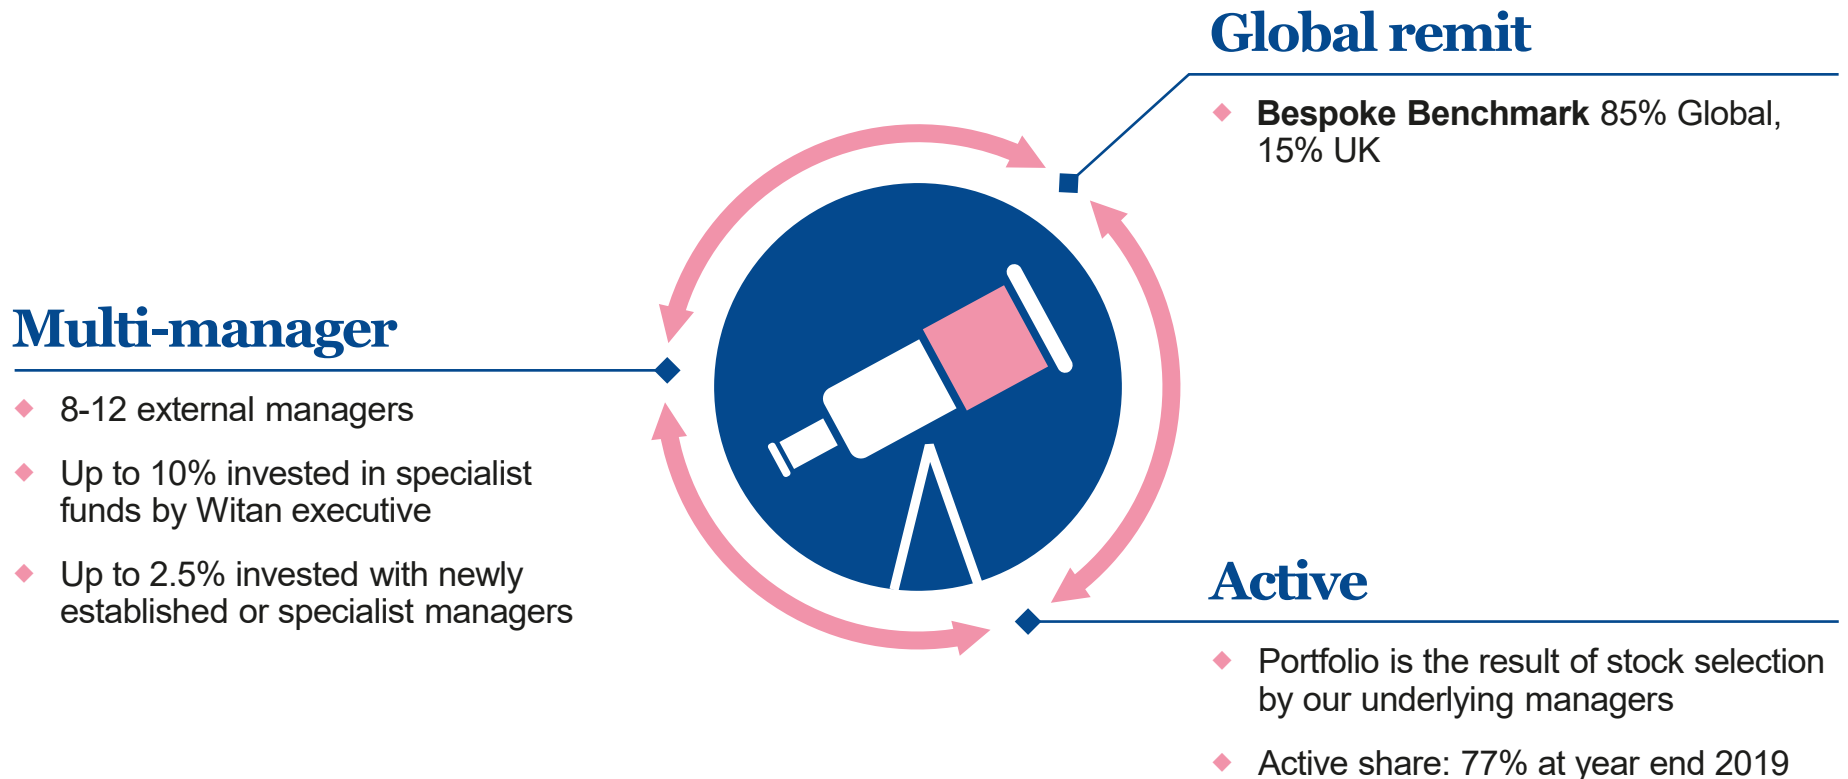 Global remit
Bespoke Benchmark 85% Global,
15% UK
Multi-manager
8-12 external managers
Up to 10% invested in specialist
funds by Witan executive
Up to 2.5% invested with newly
established or specialist managers
Active
Portfolio is the result of stock selection
by our underlying managers
Active share: 77% at year end 2019